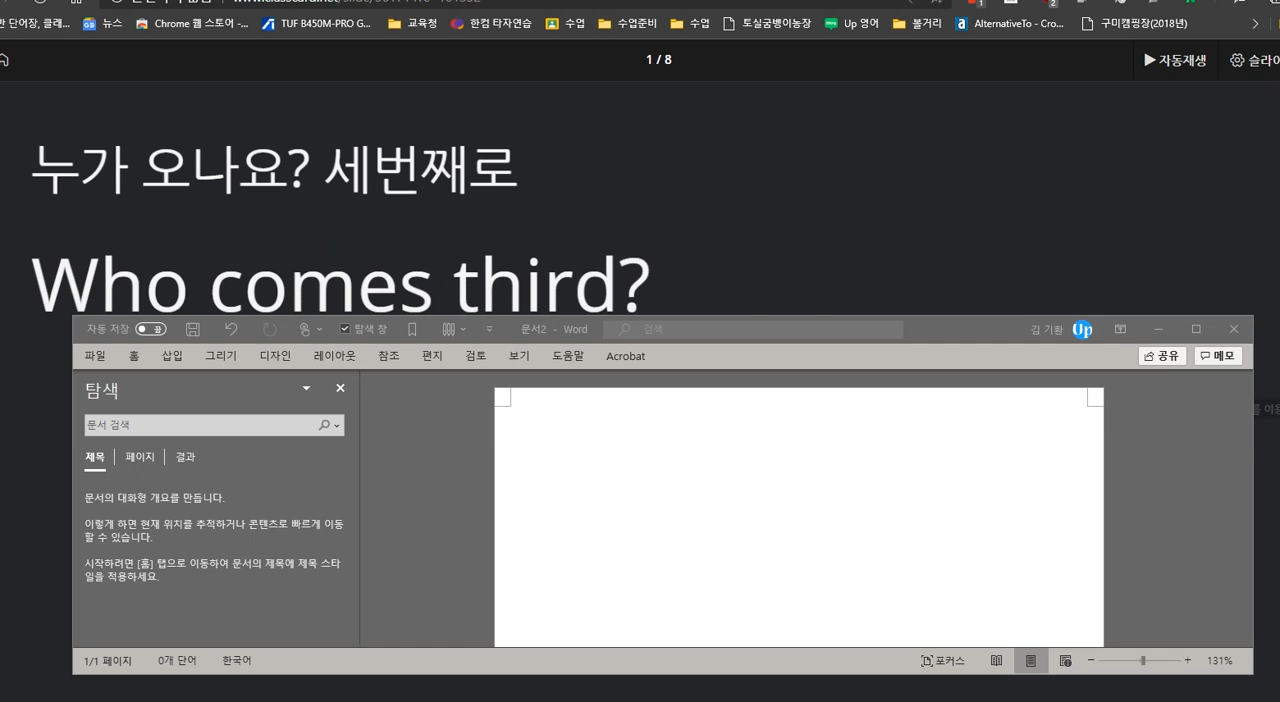 단어장, 클래...
뉴스
Chrome 웹 스토어 -...
TUF B450M-PRO G...
교육청
한컴 타자연습
수업
수업준비
수업
토실금뱅이농장
Up 영어
볼거리
AlternativeTo - Cro...
구미캠핑장(2018년)
1 / 8
자동재생
누가 오나요? 세번째로
Who comes third?
자동 저장
끔
탐색 창
문서2 - Word
검색
김 기환
Up
파일 홈 삽입 그리기 디자인 레이아웃 참조 편지 검토 보기 도움말 Acrobat
공유
메모
탐색
문서 검색
제목 페이지 결과
문서의 대화형 개요를 만듭니다.
이렇게 하면 현재 위치를 추적하거나 콘텐츠로 빠르게 이동
할 수 있습니다.
시작하려면 [홈] 탭으로 이동하여 문서의 제목에 제목 스타
일을 적용하세요.
1/1 페이지
0개 단어
한국어
포커스
131%